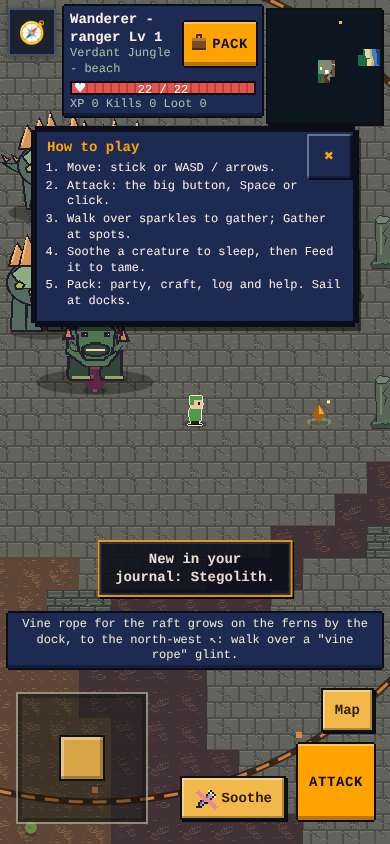 Wanderer -
ranger Lv 1
Verdant Jungle
- beach
PACK
22 / 22
XP 0 Kills 0 Loot 0
How to play
1. Move: stick or WASD / arrows.
2. Attack: the big button, Space or
click.
3. Walk over sparkles to gather; Gather
at spots.
4. Soothe a creature to sleep, then Feed
it to tame.
5. Pack: party, craft, log and help. Sail
at docks.
New in your
journal: Stegolith.
Vine rope for the raft grows on the ferns by the
dock, to the north-west ↖: walk over a "vine
rope" glint.
Map
Soothe
ATTACK